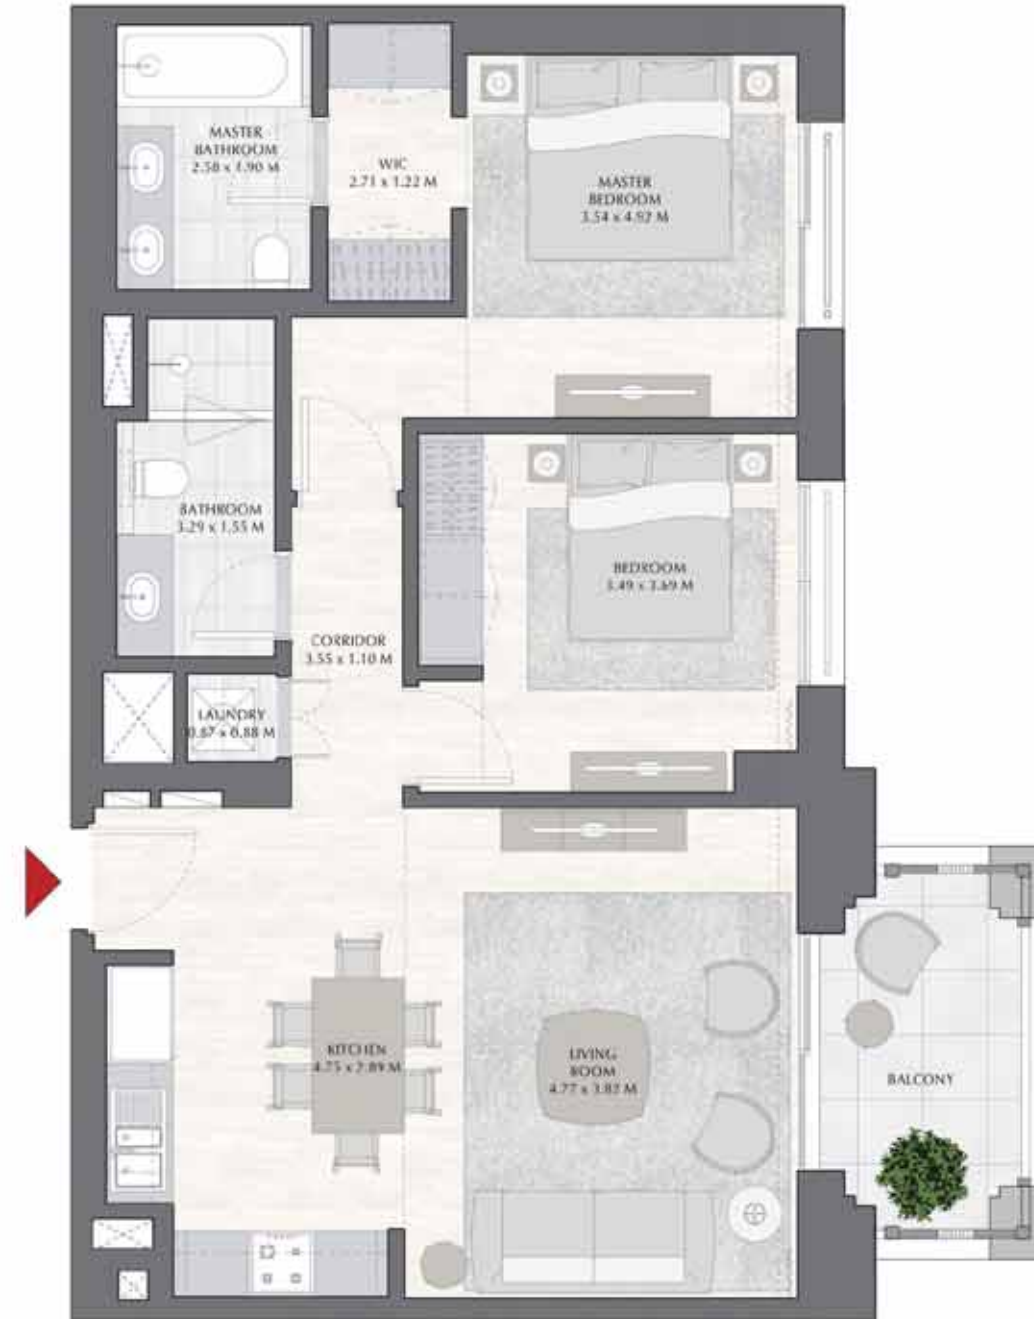 MASTER
BATHROOM
2.58 x 1.90 M
WIC
2.71 x 1.22 M
MASTER
BEDROOM
3.54 x 4.92 M
BATHROOM
3.29 x 1.55 M
BEDROOM
3.49 x 3.69 M
CORRIDOR
3.55 x 1.10 M
LAUNDRY
0.87 x 0.88 M
KITCHEN
4.75 x 2.89 M
LIVING
ROOM
4.77 x 3.82 M
BALCONY